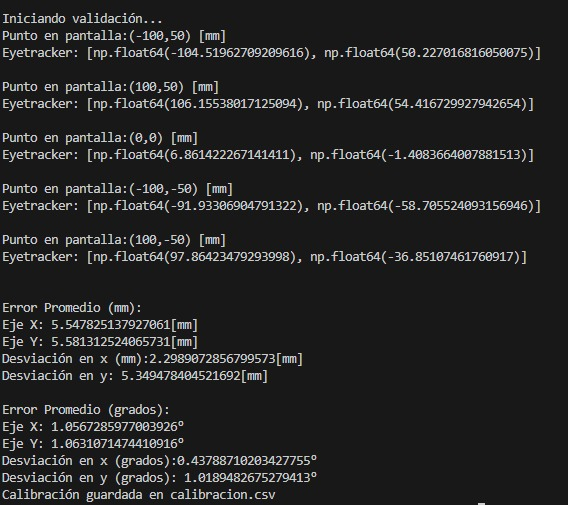 Iniciando validación...
Punto en pantalla:(-100,50) [mm]
Eyetracker: [np.float64(-104.51962709209616), np.float64(50.227016816050075)]
Punto en pantalla:(100,50) [mm]
Eyetracker: [np.float64(106.15538017125094), np.float64(54.416729927942654)]
Punto en pantalla:(0,0) [mm]
Eyetracker: [np.float64(6.861422267141411), np.float64(-1.4083664007881513)]
Punto en pantalla:(-100,-50) [mm]
Eyetracker: [np.float64(-91.93306904791322), np.float64(-58.705524093156946)]
Punto en pantalla:(100,-50) [mm]
Eyetracker: [np.float64(97.86423479293998), np.float64(-36.85107461760917)]
Error Promedio (mm):
Eje X: 5.547825137927061[mm]
Eje Y: 5.581312524065731[mm]
Desviación en x (mm):2.2989072856799573[mm]
Desviación en y: 5.349478404521692[mm]
Error Promedio (grados):
Eje X: 1.0567285977003926º
Eje Y: 1.0631071474410916º
Desviación en x (grados):0.43788710203427755º
Desviación en y (grados): 1.0189482675279413º
Calibración guardada en calibracion.csv